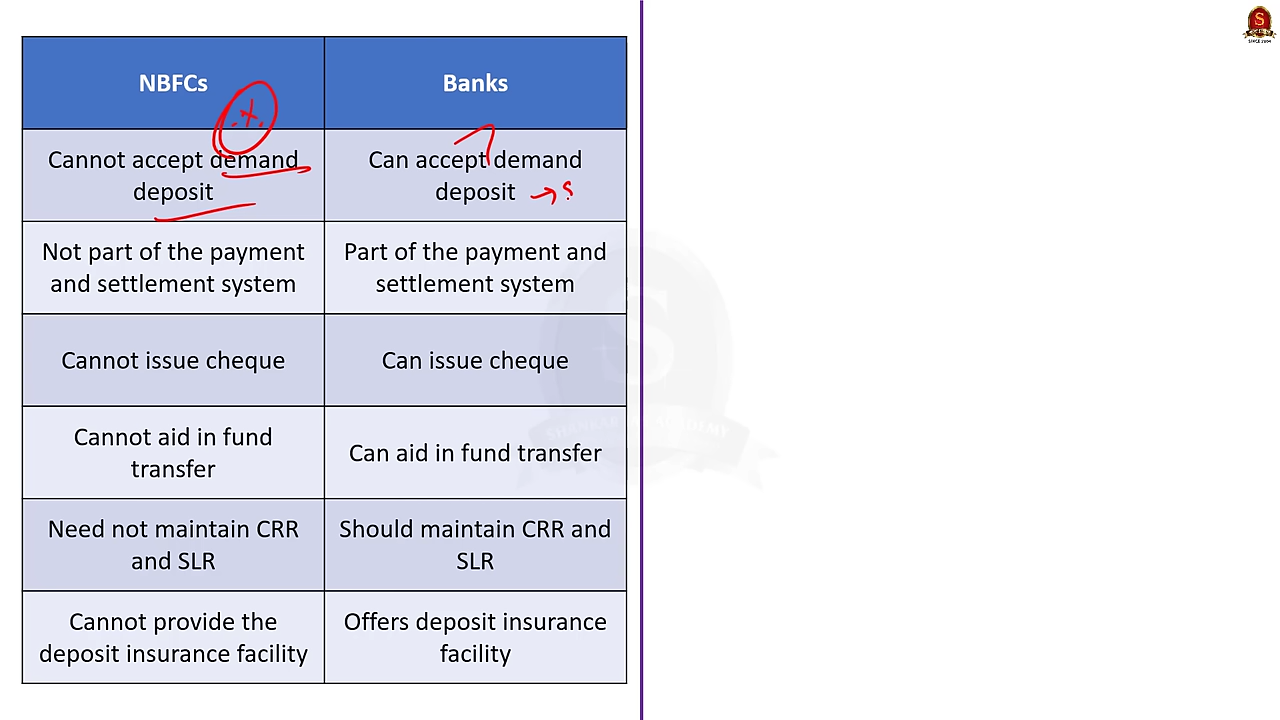 NBFCs
Banks
Cannot accept demand
deposit
Can accept demand
deposit
Not part of the payment
and settlement system
Part of the payment and
settlement system
Cannot issue cheque
Can issue cheque
Cannot aid in fund
transfer
Can aid in fund transfer
Need not maintain CRR
and SLR
Should maintain CRR and
SLR
Cannot provide the
deposit insurance facility
Offers deposit insurance
facility
S
SINCE 2004